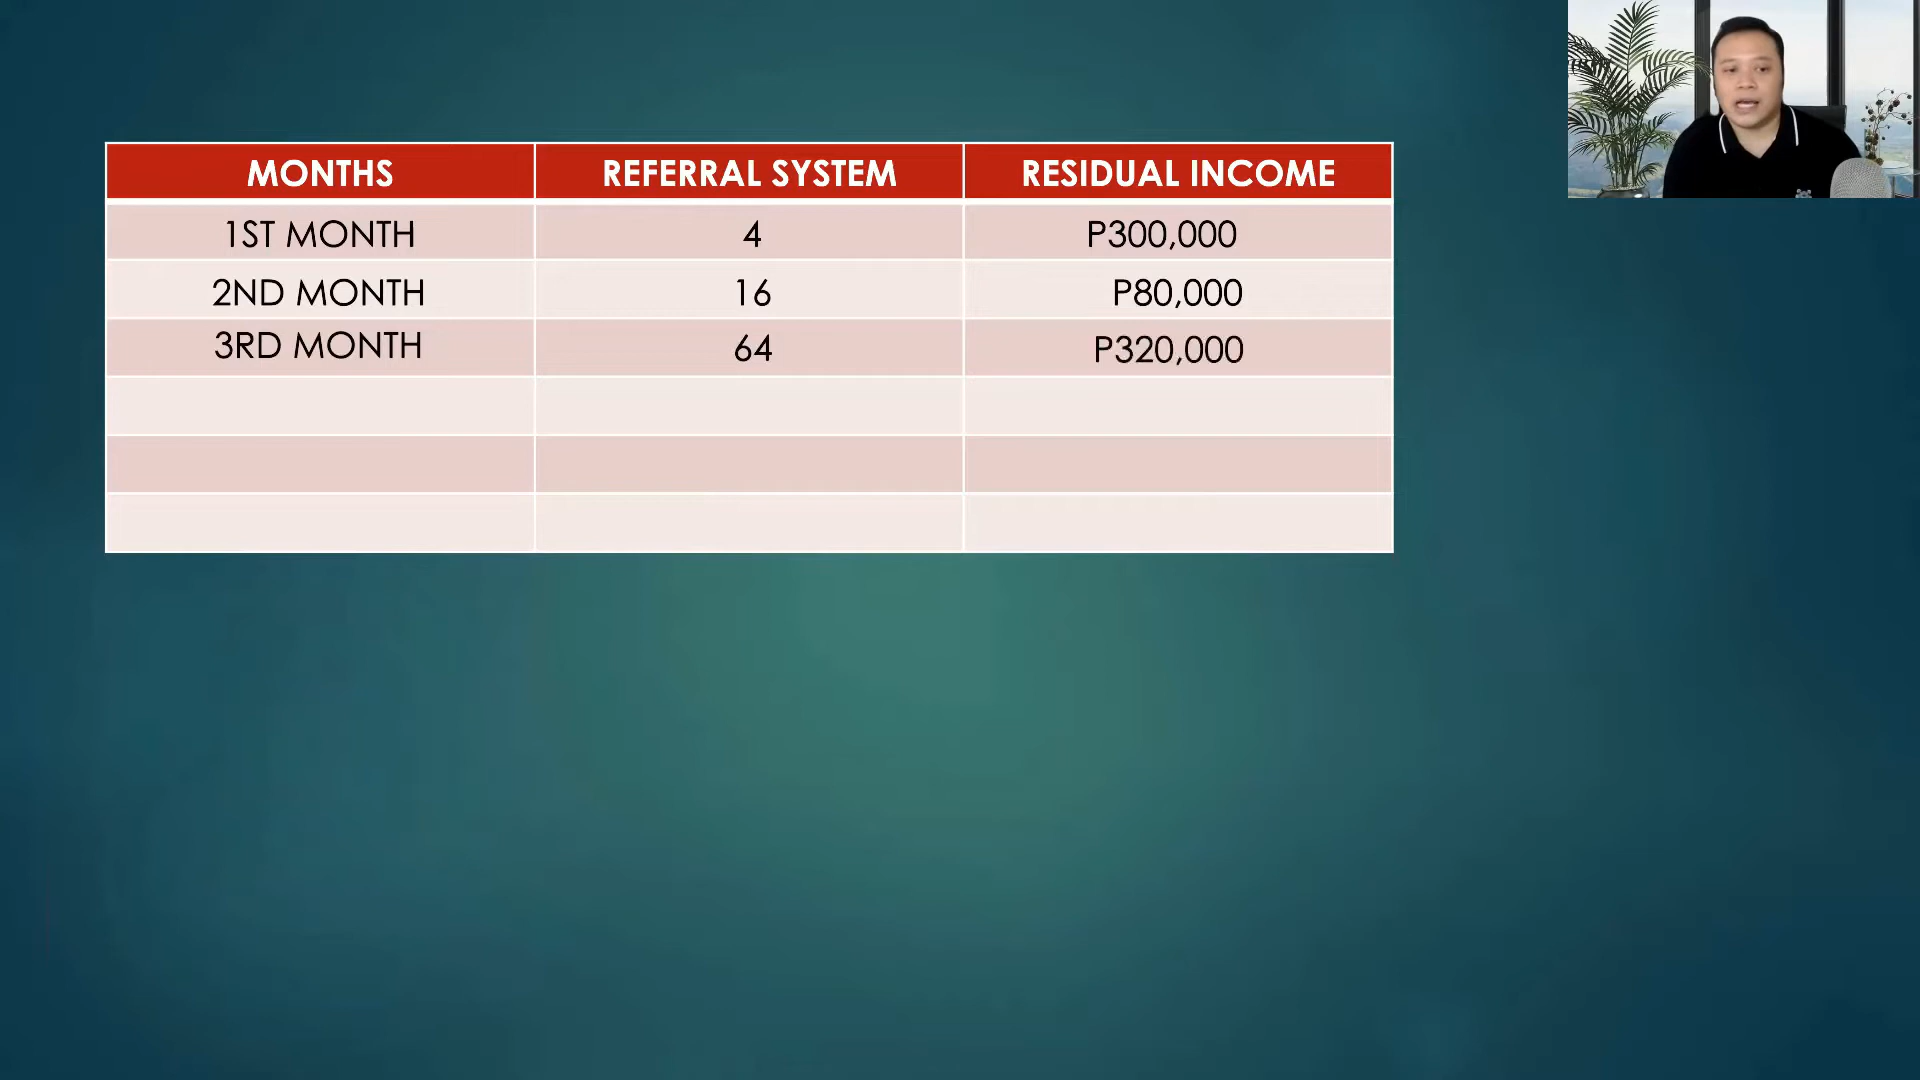 MONTHS REFERRAL SYSTEM RESIDUAL INCOME
1ST MONTH 4 P300,000
2ND MONTH 16 P80,000
3RD MONTH 64 P320,000